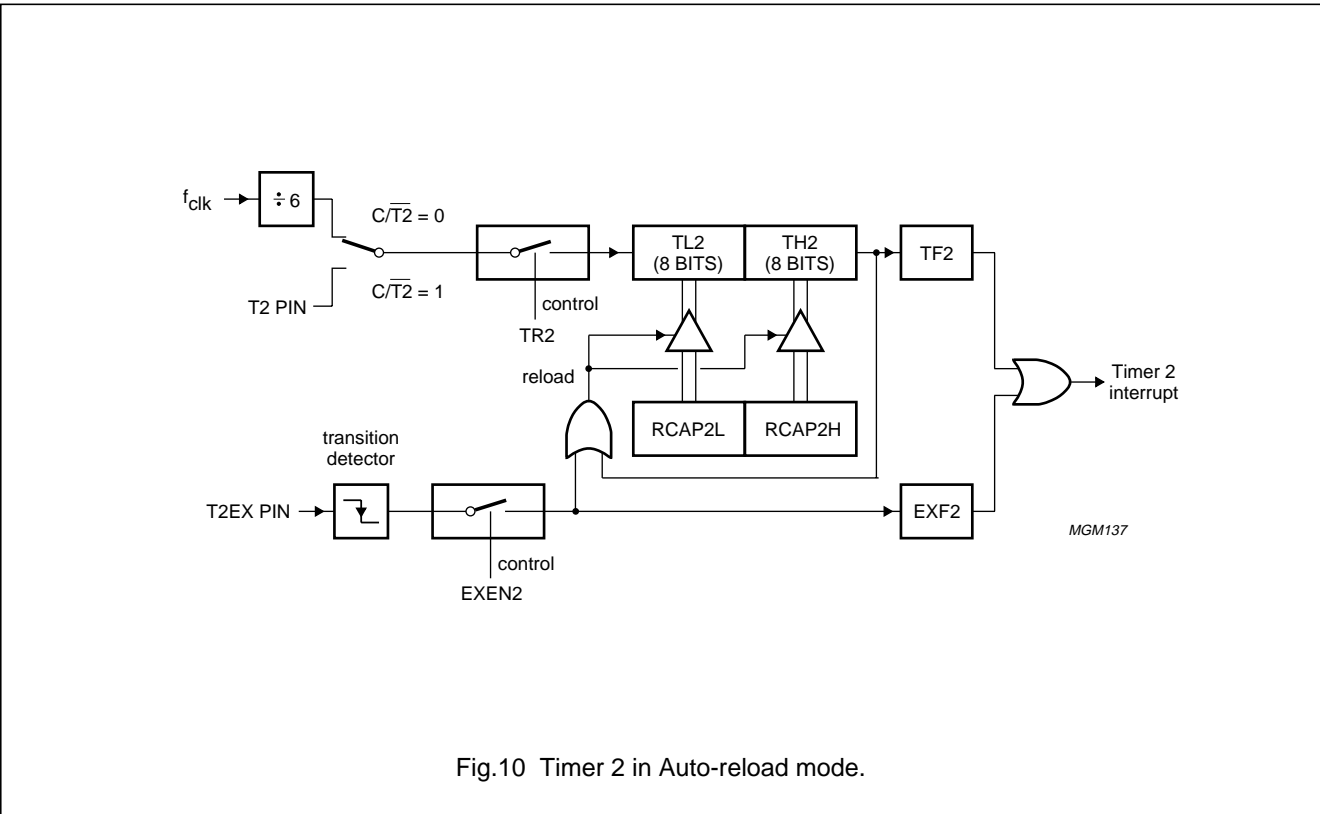 f_clk
÷ 6
C/T2̅ = 0
C/T2̅ = 1
T2 PIN
control
TR2
TL2
(8 BITS)
TH2
(8 BITS)
TF2
reload
RCAP2L
RCAP2H
Timer 2
interrupt
transition
detector
T2EX PIN
control
EXEN2
EXF2
MGM137
Fig.10 Timer 2 in Auto-reload mode.